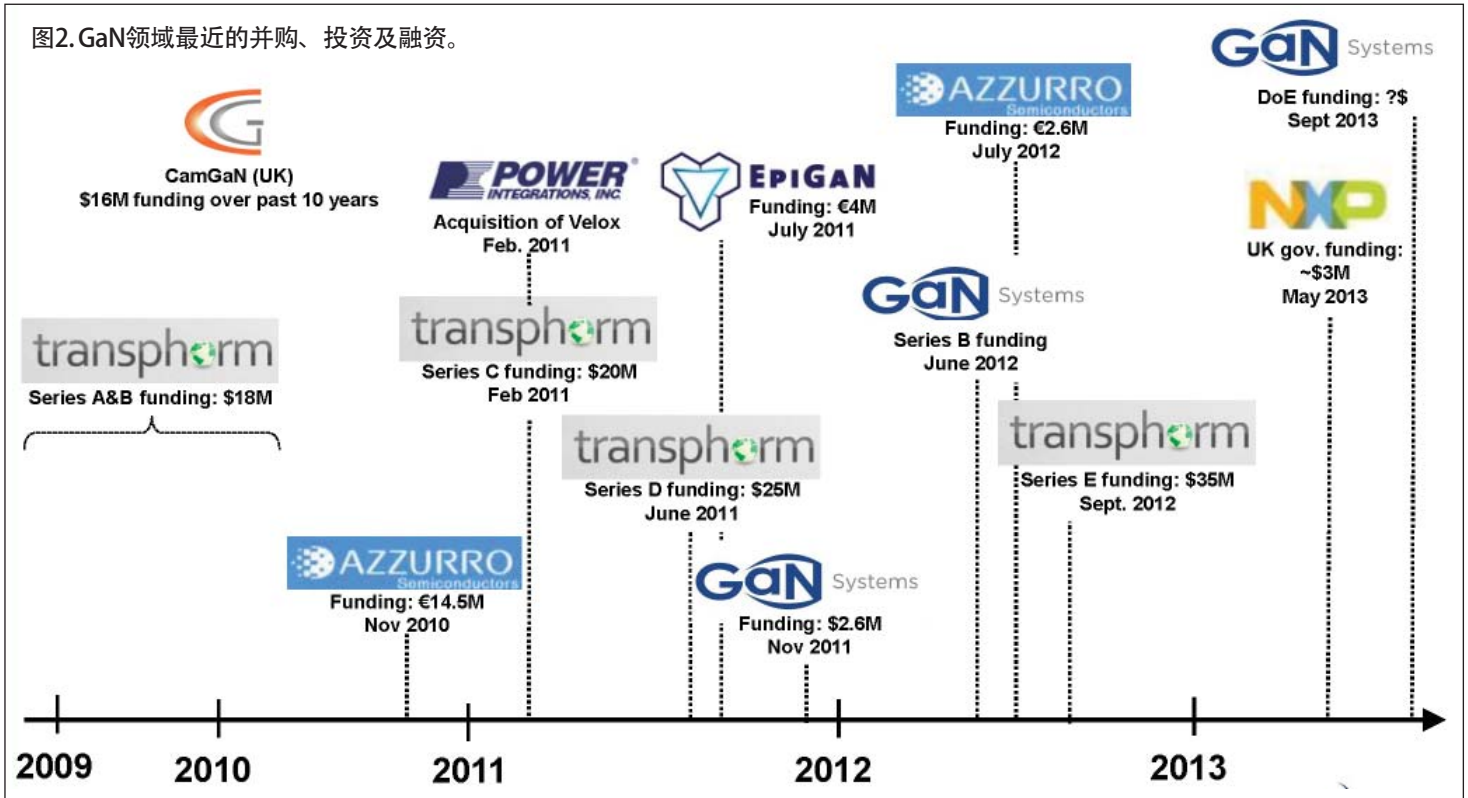 图2.GaN领域最近的并购、投资及融资。
GaN Systems
DoE funding: ?$
Sept 2013
AZZURRO
Semiconductors
Funding: €2.6M
July 2012
CG
CamGaN (UK)
$16M funding over past 10 years
POWER
INTEGRATIONS, INC.
®
Acquisition of Velox
Feb. 2011
EPIGAN
Funding: €4M
July 2011
NXP
UK gov. funding:
~$3M
May 2013
GaN Systems
Series B funding
June 2012
transphorm
Series A&B funding: $18M
transphorm
Series C funding: $20M
Feb 2011
transphorm
Series D funding: $25M
June 2011
transphorm
Series E funding: $35M
Sept. 2012
AZZURRO
Semiconductors
Funding: €14.5M
Nov 2010
GaN Systems
Funding: $2.6M
Nov 2011
2009
2010
2011
2012
2013